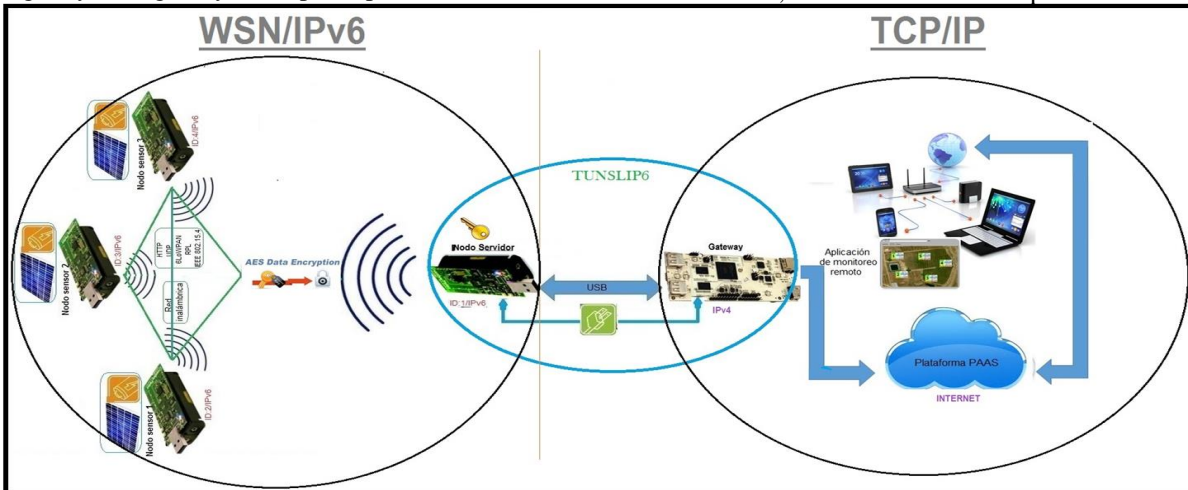 WSN/IPv6
TCP/IP
Nodo sensor 3
ID:4/IPv6
Nodo sensor 2
ID:3/IPv6
HTTP
UDP
6LoWPAN
RPL
IEEE 802:15.4
Red
inalámbrica
Nodo sensor 1
ID:2/IPv6
AES Data Encryption
TUNSLIP6
Nodo Servidor
ID:1/IPv6
USB
Gateway
IPv4
Aplicación
de monitoreo
remoto
Plataforma PAAS
INTERNET